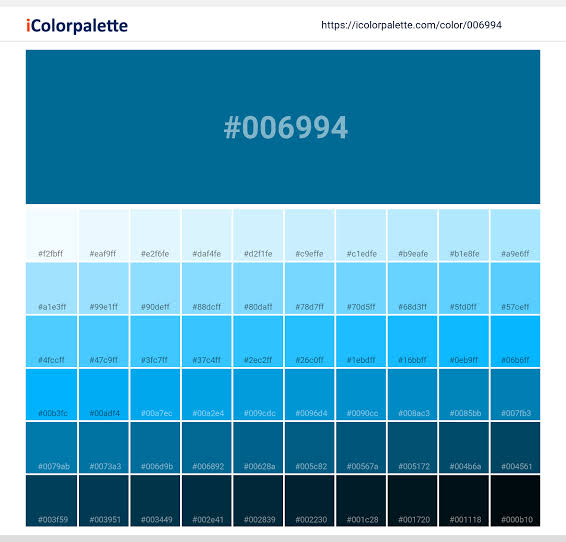 iColorpalette
https://icolorpalette.com/color/006994
#006994
#f2fbff #eaf9ff #e2f6fe #daf4fe #d2f1fe #c9effe #c1edfe #b9eafe #b1e8fe #a9e6ff
#a1e3ff #99e1ff #90deff #88dcff #80daff #78d7ff #70d5ff #68d3ff #5fd0ff #57ceff
#4fccff #47c9ff #3fc7ff #37c4ff #2ec2ff #26c0ff #1ebdff #16bbff #0eb9ff #06b6ff
#00b3fc #00adf4 #00a7ec #00a2e4 #009cdc #0096d4 #0090cc #008ac3 #0085bb #007fb3
#0079ab #0073a3 #006d9b #006892 #00628a #005c82 #00567a #005172 #004b6a #004561
#003f59 #003951 #003449 #002e41 #002839 #002230 #001c28 #001720 #001118 #000b10